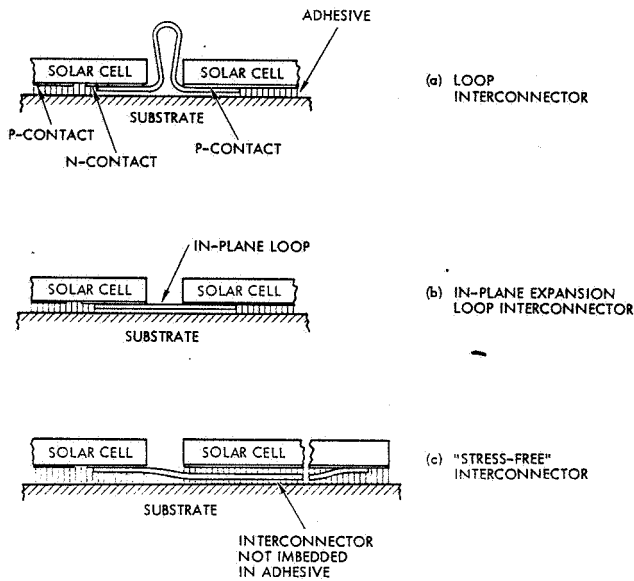 ADHESIVE
SOLAR CELL
SOLAR CELL
(a) LOOP
INTERCONNECTOR
SUBSTRATE
P-CONTACT
N-CONTACT
P-CONTACT
IN-PLANE LOOP
SOLAR CELL
SOLAR CELL
(b) IN-PLANE EXPANSION
LOOP INTERCONNECTOR
SUBSTRATE
SOLAR CELL
SOLAR CELL
(c) "STRESS-FREE"
INTERCONNECTOR
SUBSTRATE
INTERCONNECTOR
NOT IMBEDDED
IN ADHESIVE